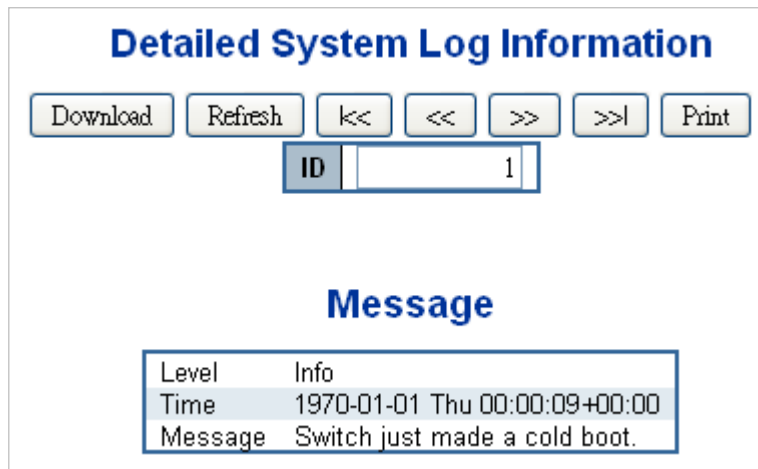 Detailed System Log Information
Download Refresh |<< << >> >>| Print
ID 1
Message
Level Info
Time 1970-01-01 Thu 00:00:09+00:00
Message Switch just made a cold boot.